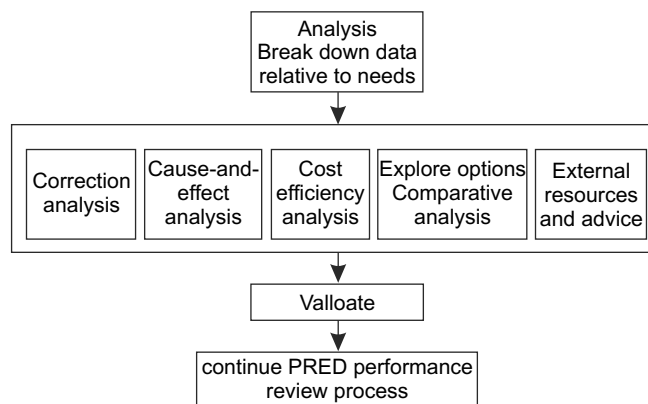 Analysis
Break down data
relative to needs
Correction
analysis
Cause-and-
effect
analysis
Cost
efficiency
analysis
Explore options
Comparative
analysis
External
resources
and advice
Valloate
continue PRED performance
review process